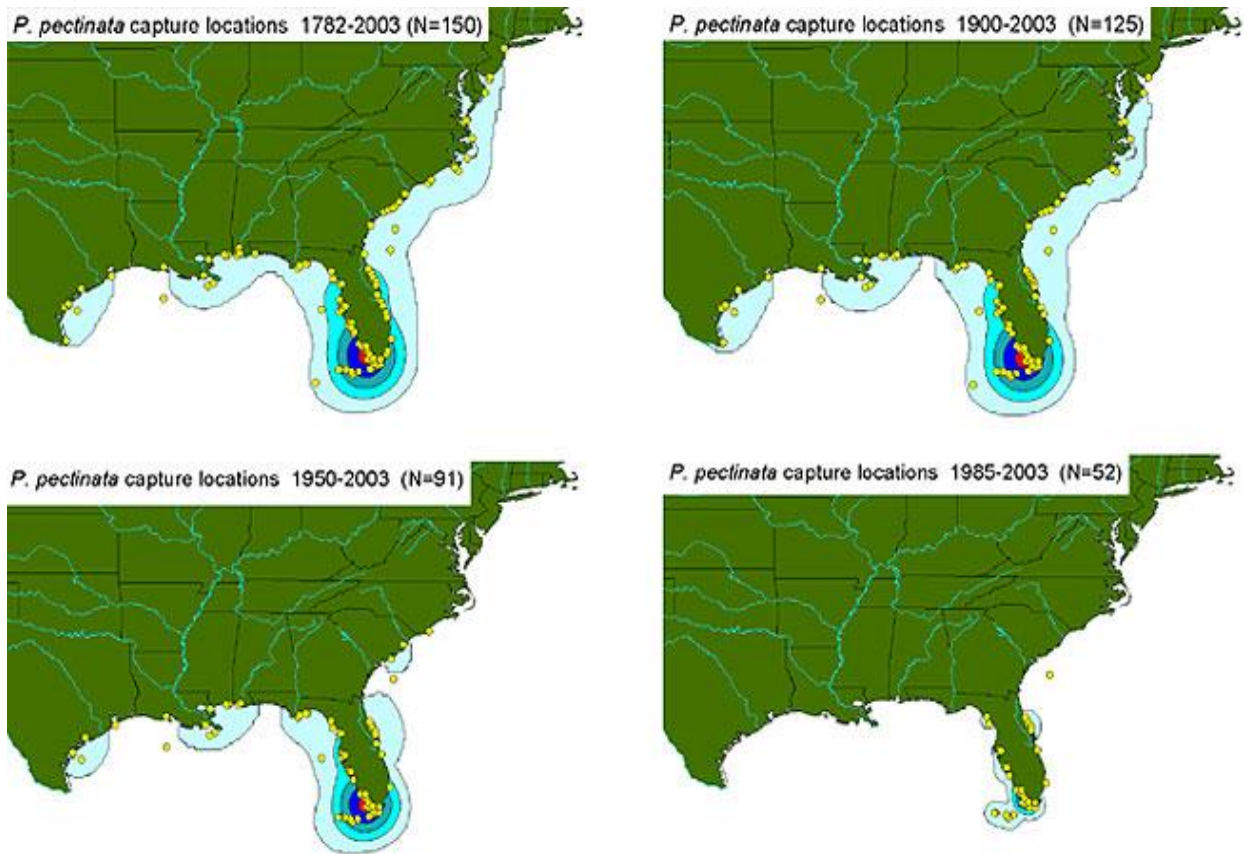 P. pectinata capture locations 1782-2003 (N=150)
P. pectinata capture locations 1900-2003 (N=125)
P. pectinata capture locations 1950-2003 (N=91)
P. pectinata capture locations 1985-2003 (N=52)